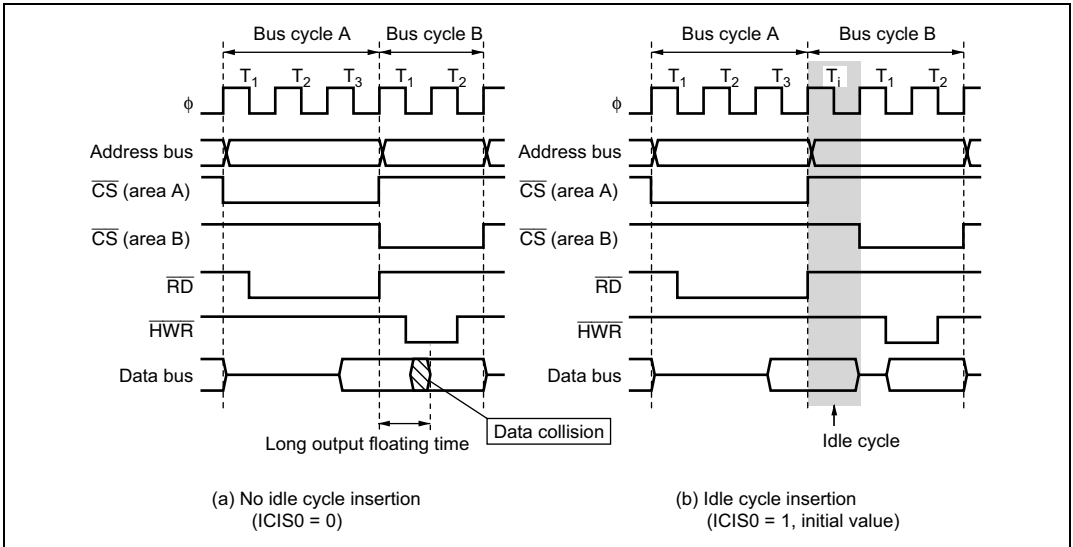 Bus cycle A
Bus cycle B
T1 T2 T3 T1 T2
φ
Address bus
CS (area A)
CS (area B)
RD
HWR
Data bus
Long output floating time
Data collision
(a) No idle cycle insertion
(ICIS0 = 0)
Bus cycle A
Bus cycle B
T1 T2 T3 Ti T1 T2
φ
Address bus
CS (area A)
CS (area B)
RD
HWR
Data bus
Idle cycle
(b) Idle cycle insertion
(ICIS0 = 1, initial value)